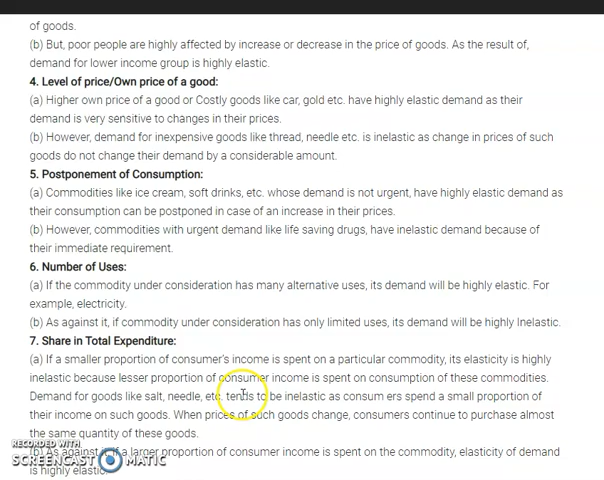 of goods.
(b) But, poor people are highly affected by increase or decrease in the price of goods. As the result of,
demand for lower income group is highly elastic.
4. Level of price/Own price of a good:
(a) Higher own price of a good or Costly goods like car, gold etc. have highly elastic demand as their
demand is very sensitive to changes in their prices.
(b) However, demand for inexpensive goods like thread, needle etc. is inelastic as change in prices of such
goods do not change their demand by a considerable amount.
5. Postponement of Consumption:
(a) Commodities like ice cream, soft drinks, etc. whose demand is not urgent, have highly elastic demand as
their consumption can be postponed in case of an increase in their prices.
(b) However, commodities with urgent demand like life saving drugs, have inelastic demand because of
their immediate requirement.
6. Number of Uses:
(a) If the commodity under consideration has many alternative uses, its demand will be highly elastic. For
example, electricity.
(b) As against it, if commodity under consideration has only limited uses, its demand will be highly Inelastic.
7. Share in Total Expenditure:
(a) If a smaller proportion of consumer's income is spent on a particular commodity, its elasticity is highly
inelastic because lesser proportion of consumer income is spent on consumption of these commodities.
Demand for goods like salt, needle, etc. tends to be inelastic as consum ers spend a small proportion of
their income on such goods. When prices of such goods change, consumers continue to purchase almost
the same quantity of these goods.
(b) As against it, if a larger proportion of consumer income is spent on the commodity, elasticity of demand
is highly elastic.
RECORDED WITH
SCREENCAST MATIC